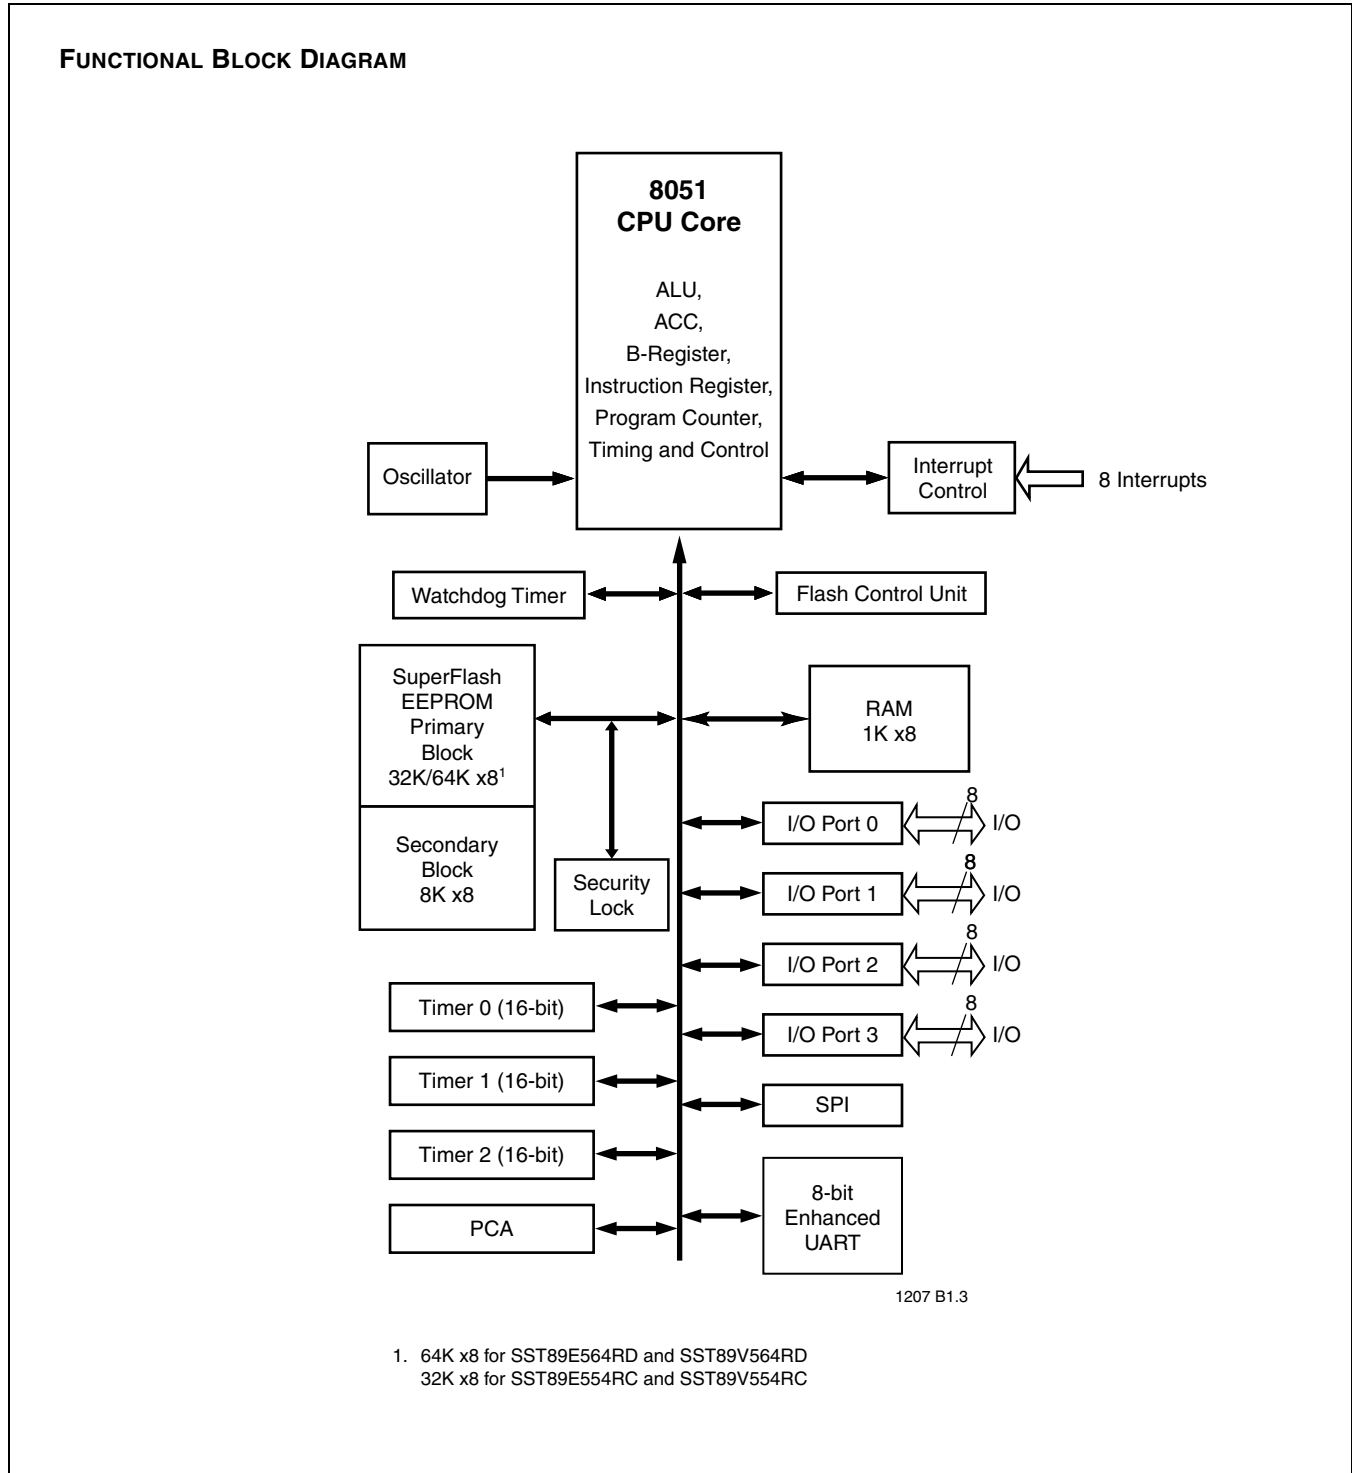 FUNCTIONAL BLOCK DIAGRAM
8051
CPU Core
ALU,
ACC,
B-Register,
Instruction Register,
Program Counter,
Timing and Control
Oscillator
Interrupt
Control
8 Interrupts
Watchdog Timer
Flash Control Unit
SuperFlash
EEPROM
Primary
Block
32K/64K x8¹
Secondary
Block
8K x8
Security
Lock
RAM
1K x8
8
I/O Port 0
I/O
8
I/O Port 1
I/O
8
I/O Port 2
I/O
8
I/O Port 3
I/O
Timer 0 (16-bit)
Timer 1 (16-bit)
Timer 2 (16-bit)
PCA
SPI
8-bit
Enhanced
UART
1207 B1.3
1. 64K x8 for SST89E564RD and SST89V564RD
32K x8 for SST89E554RC and SST89V554RC